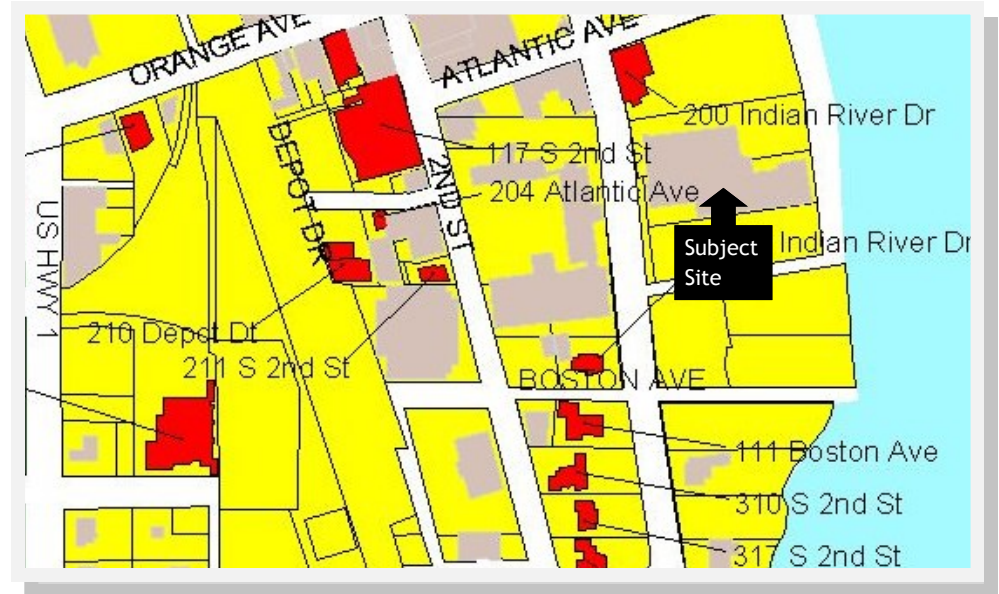 ORANGE AVE
ATLANTIC AVE
200 Indian River Dr
117 S 2nd St
DEPOT DR
2ND ST
204 Atlantic Ave
US HWY 1
Subject
Site
Indian River Dr
210 Depot Dt
211 S 2nd St
BOSTON AVE
111 Boston Ave
310 S 2nd St
317 S 2nd St